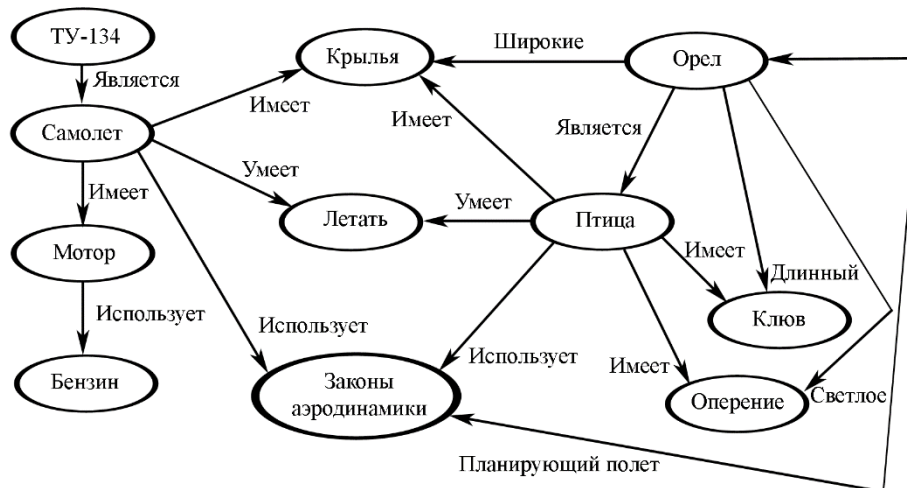 ТУ-134
Крылья
Широкие
Орел
Является
Имеет
Имеет
Является
Самолет
Умеет
Имеет
Летать
Умеет
Птица
Имеет
Мотор
Длинный
Использует
Использует
Использует
Клюв
Имеет
Бензин
Законы
аэродинамики
Оперение
Светлое
Планирующий полет